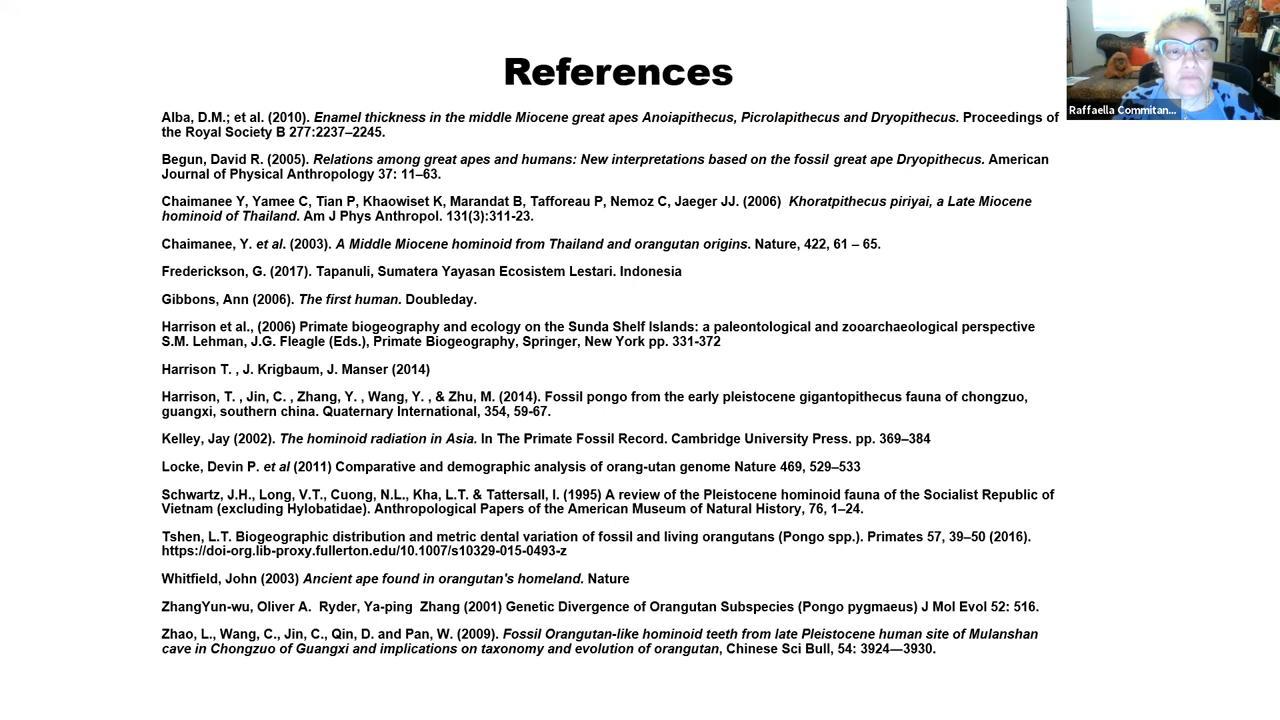 References
Raffaella Commitan...
Alba, D.M.; et al. (2010). Enamel thickness in the middle Miocene great apes Anoiapithecus, Picrolapithecus and Dryopithecus. Proceedings of
the Royal Society B 277:2237–2245.
Begun, David R. (2005). Relations among great apes and humans: New interpretations based on the fossil great ape Dryopithecus. American
Journal of Physical Anthropology 37: 11–63.
Chaimanee Y, Yamee C, Tian P, Khaowiset K, Marandat B, Tafforeau P, Nemoz C, Jaeger JJ. (2006) Khoratpithecus piriyai, a Late Miocene
hominoid of Thailand. Am J Phys Anthropol. 131(3):311-23.
Chaimanee, Y. et al. (2003). A Middle Miocene hominoid from Thailand and orangutan origins. Nature, 422, 61 – 65.
Frederickson, G. (2017). Tapanuli, Sumatera Yayasan Ecosistem Lestari. Indonesia
Gibbons, Ann (2006). The first human. Doubleday.
Harrison et al., (2006) Primate biogeography and ecology on the Sunda Shelf Islands: a paleontological and zooarchaeological perspective
S.M. Lehman, J.G. Fleagle (Eds.), Primate Biogeography, Springer, New York pp. 331-372
Harrison T. , J. Krigbaum, J. Manser (2014)
Harrison, T. , Jin, C. , Zhang, Y. , Wang, Y. , & Zhu, M. (2014). Fossil pongo from the early pleistocene gigantopithecus fauna of chongzuo,
guangxi, southern china. Quaternary International, 354, 59-67.
Kelley, Jay (2002). The hominoid radiation in Asia. In The Primate Fossil Record. Cambridge University Press. pp. 369–384
Locke, Devin P. et al (2011) Comparative and demographic analysis of orang-utan genome Nature 469, 529–533
Schwartz, J.H., Long, V.T., Cuong, N.L., Kha, L.T. & Tattersall, I. (1995) A review of the Pleistocene hominoid fauna of the Socialist Republic of
Vietnam (excluding Hylobatidae). Anthropological Papers of the American Museum of Natural History, 76, 1–24.
Tshen, L.T. Biogeographic distribution and metric dental variation of fossil and living orangutans (Pongo spp.). Primates 57, 39–50 (2016).
https://doi-org.lib-proxy.fullerton.edu/10.1007/s10329-015-0493-z
Whitfield, John (2003) Ancient ape found in orangutan's homeland. Nature
ZhangYun-wu, Oliver A. Ryder, Ya-ping Zhang (2001) Genetic Divergence of Orangutan Subspecies (Pongo pygmaeus) J Mol Evol 52: 516.
Zhao, L., Wang, C., Jin, C., Qin, D. and Pan, W. (2009). Fossil Orangutan-like hominoid teeth from late Pleistocene human site of Mulanshan
cave in Chongzuo of Guangxi and implications on taxonomy and evolution of orangutan, Chinese Sci Bull, 54: 3924—3930.